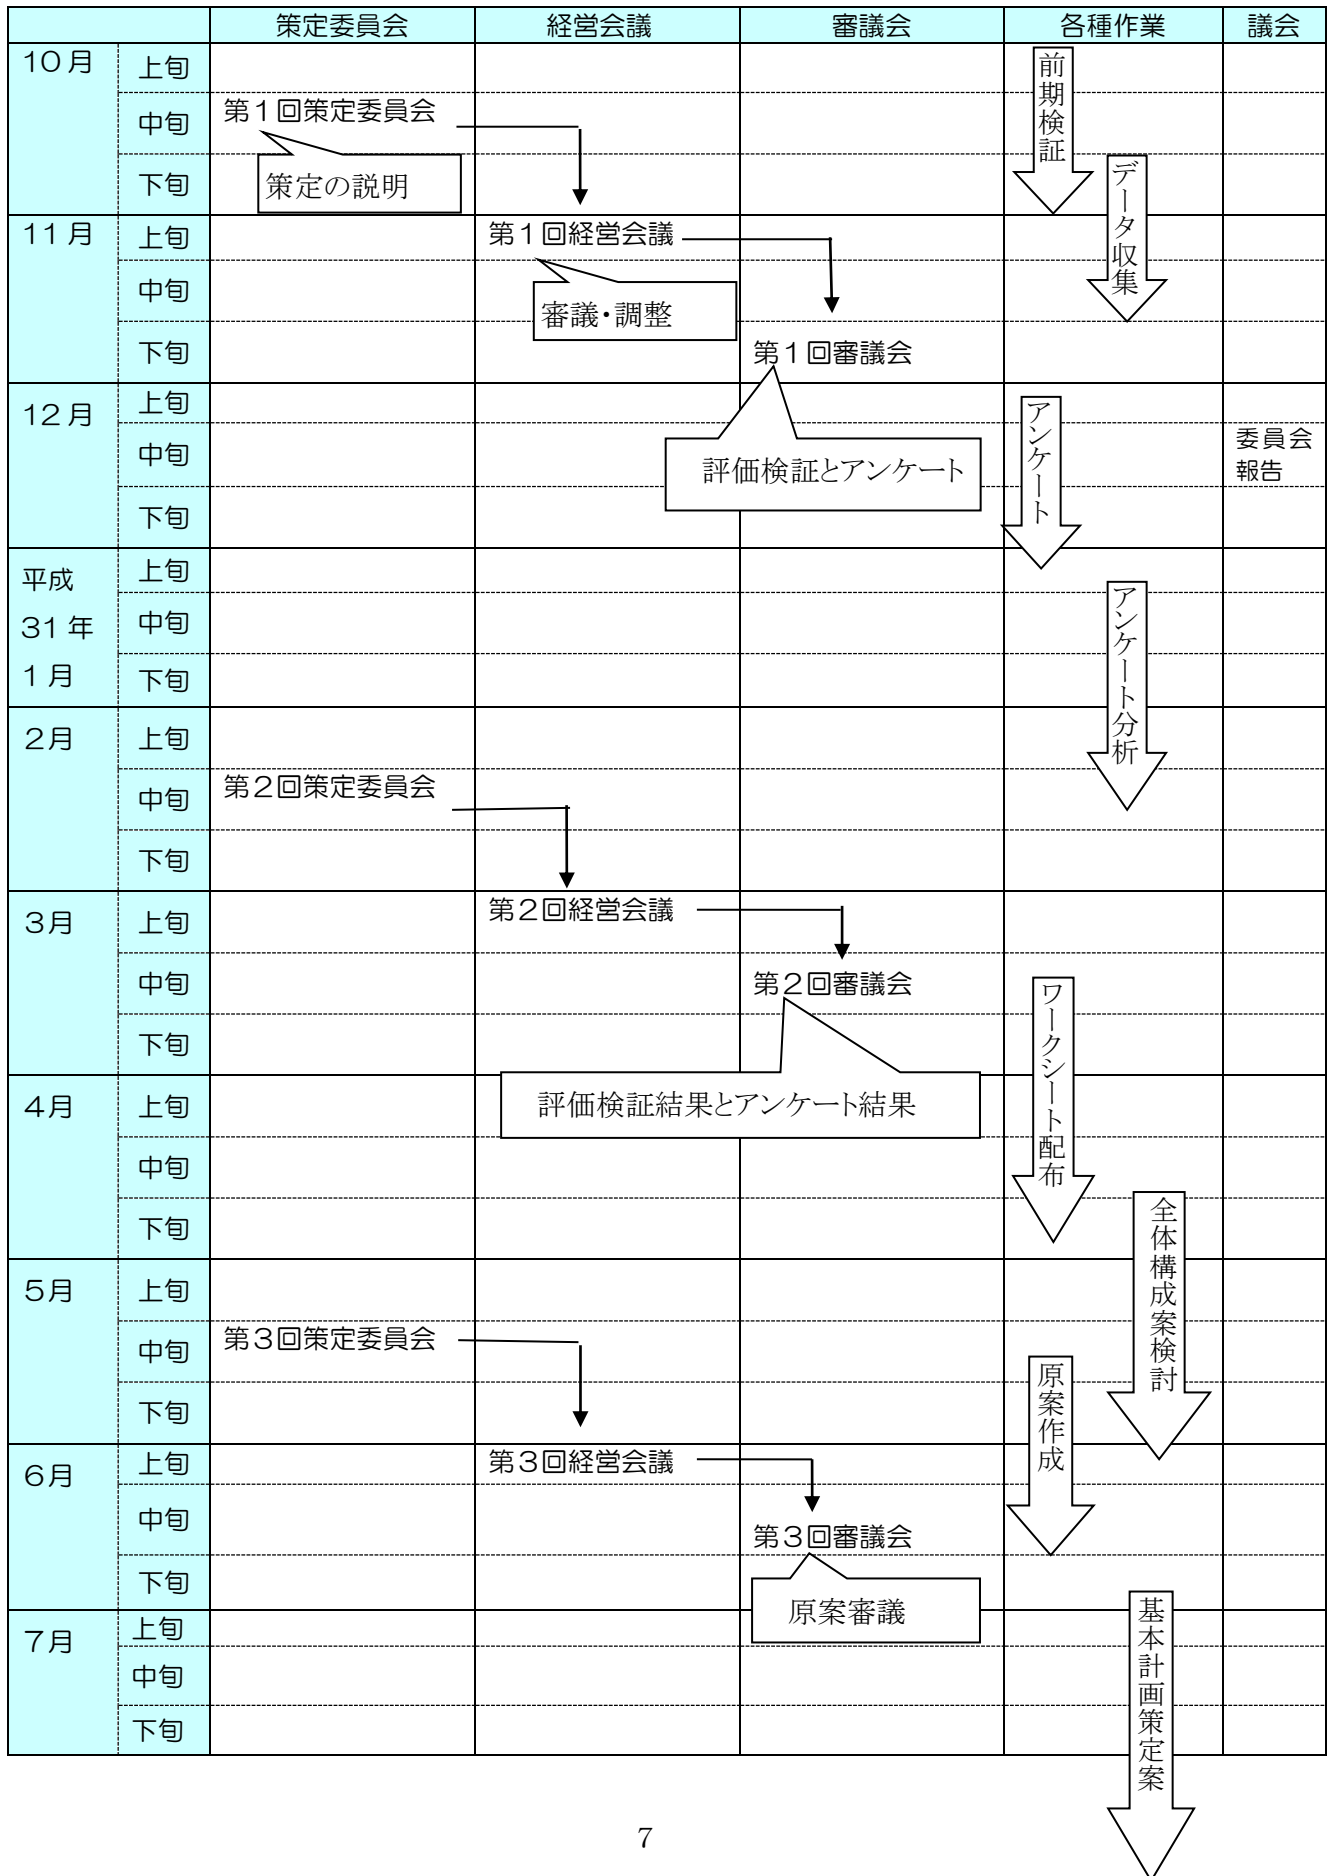 策定委員会 経営会議 審議会 各種作業 議会
10月 上旬
前期検証
中旬 第１回策定委員会
下旬 策定の説明
データ収集
11月 上旬 第１回経営会議
中旬
審議・調整
下旬 第１回審議会
12月 上旬
アンケート
中旬 評価検証とアンケート
委員会
報告
下旬
平成
31年
1月
上旬
中旬
下旬
アンケート分析
2月 上旬
中旬 第２回策定委員会
下旬
3月 上旬 第２回経営会議
中旬 第２回審議会
下旬
ワークシート配布
4月 上旬 評価検証結果とアンケート結果
中旬
下旬
全体構成案検討
5月 上旬
中旬 第３回策定委員会
下旬
原案作成
6月 上旬 第３回経営会議
中旬 第３回審議会
下旬
原案審議
基本計画策定案
7月 上旬
中旬
下旬
7